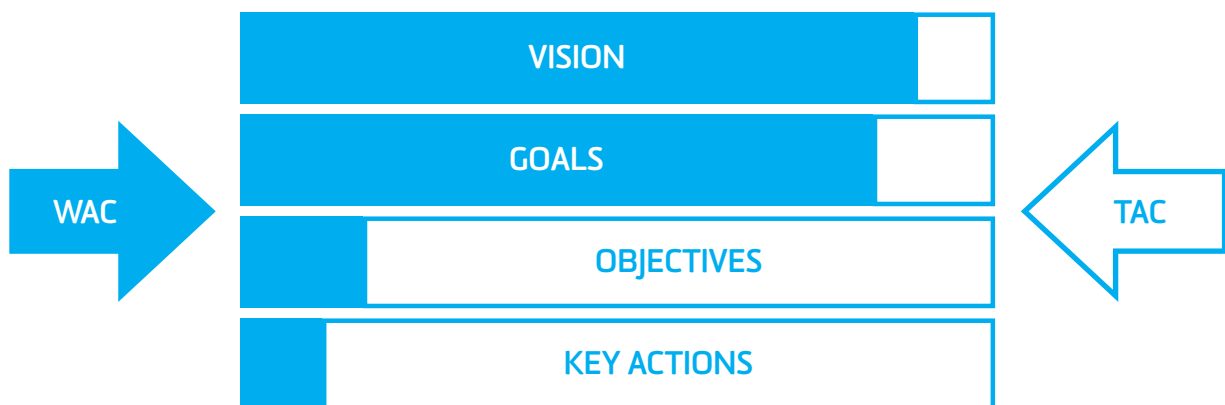 VISION
GOALS
WAC
TAC
OBJECTIVES
KEY ACTIONS